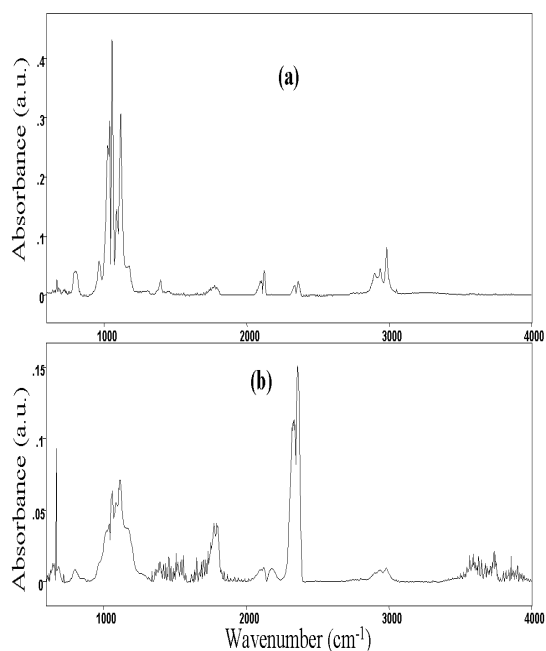 (a)
Absorbance (a.u.)
.4
.3
.2
.1
0
1000 2000 3000 4000
(b)
Absorbance (a.u.)
.15
.1
.05
0
1000 2000 3000 4000
Wavenumber (cm⁻¹)